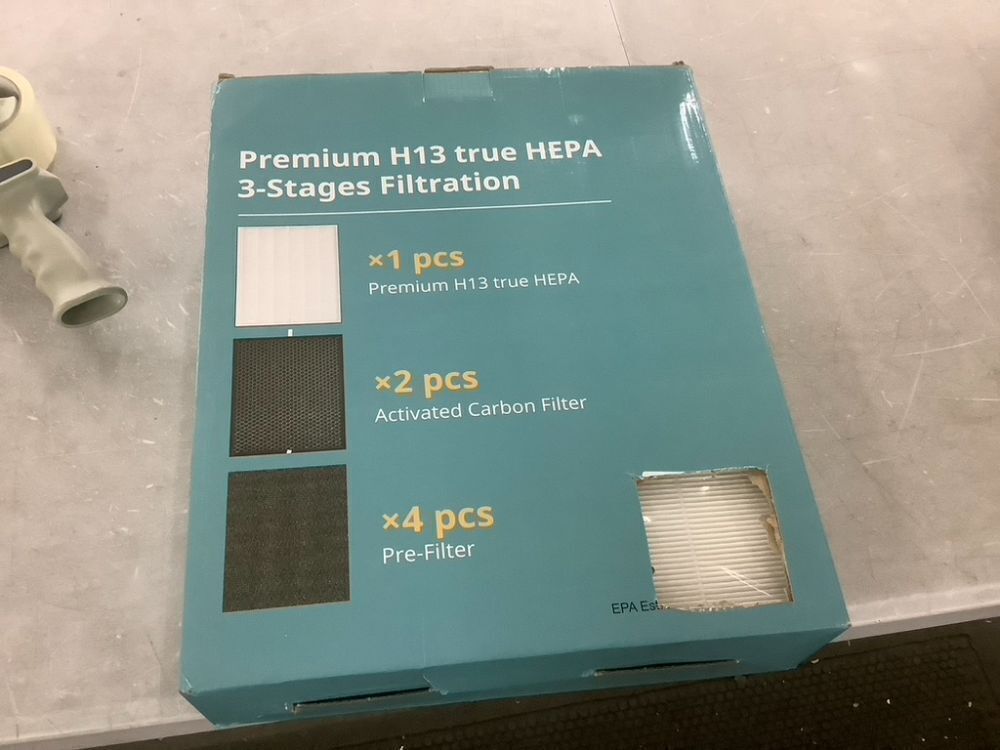 Premium H13 true HEPA
3-Stages Filtration
×1 pcs
Premium H13 true HEPA
×2 pcs
Activated Carbon Filter
×4 pcs
Pre-Filter
EPA Est